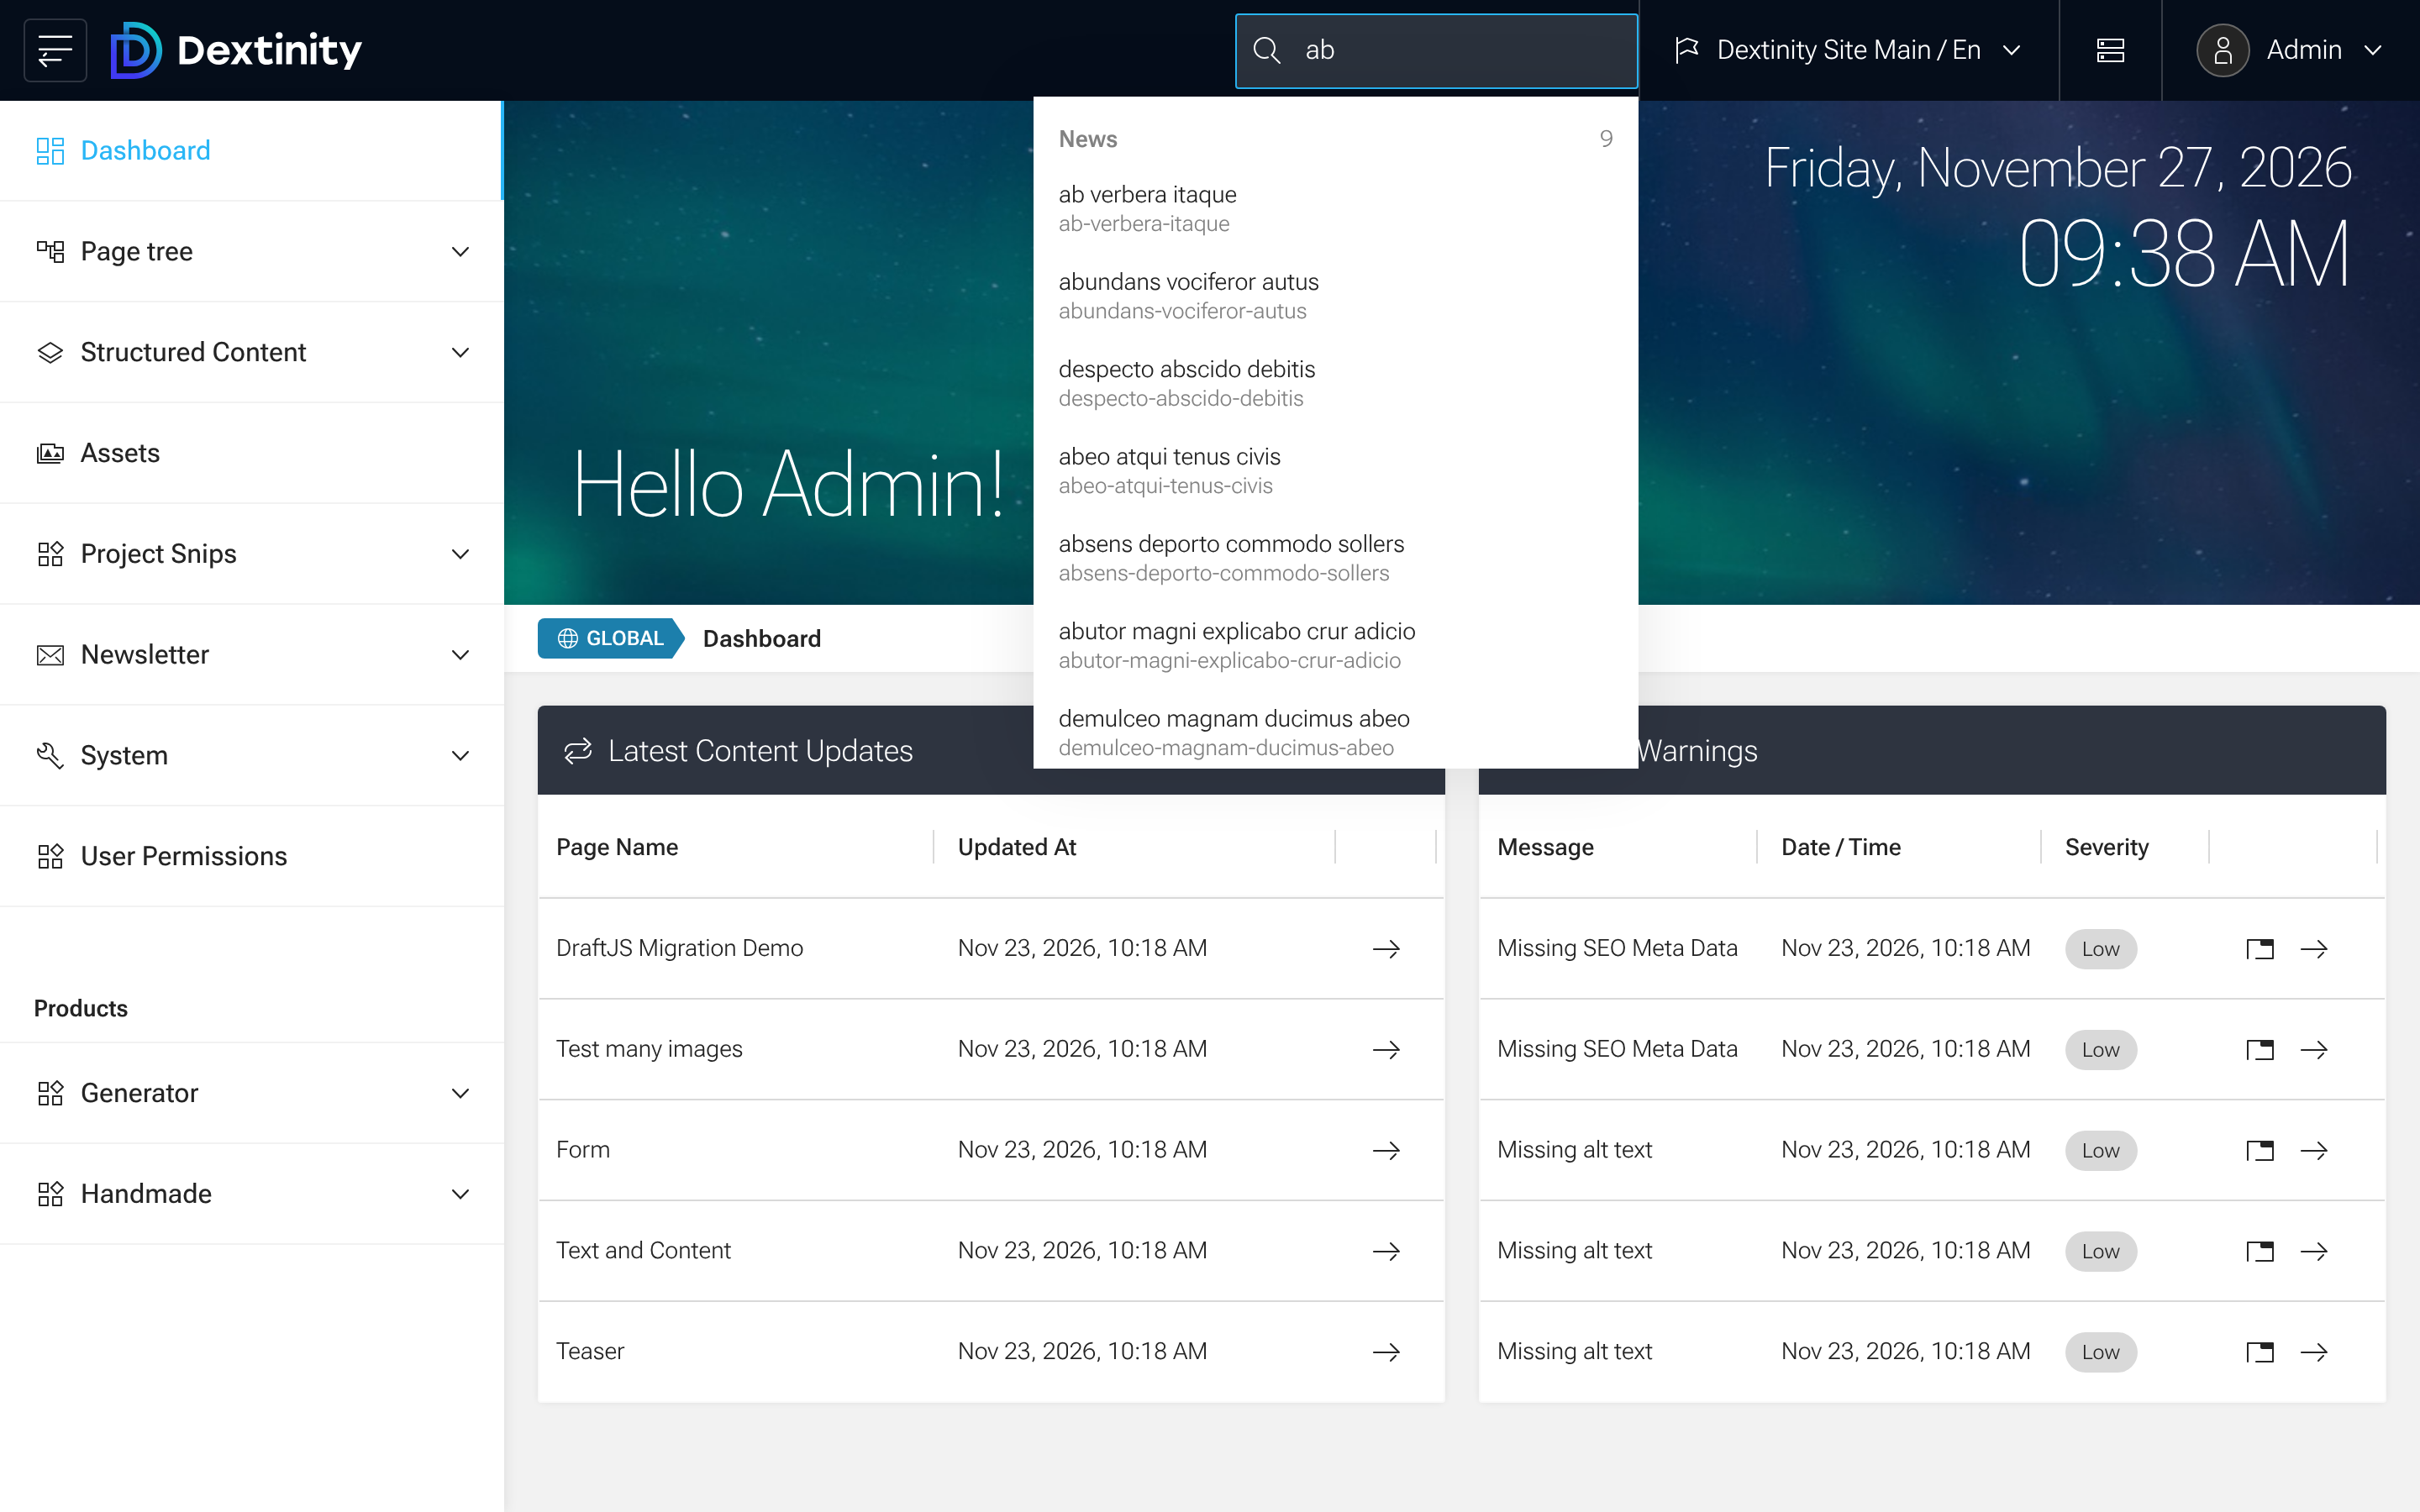 Dextinity
ab
Dextinity Site Main / En
Admin
Dashboard
Page tree
Structured Content
Assets
Project Snips
Newsletter
System
User Permissions
Products
Generator
Handmade
News 9
ab verbera itaque
ab-verbera-itaque
abundans vociferor autus
abundans-vociferor-autus
despecto abscido debitis
despecto-abscido-debitis
abeo atqui tenus civis
abeo-atqui-tenus-civis
absens deporto commodo sollers
absens-deporto-commodo-sollers
abutor magni explicabo crur adicio
abutor-magni-explicabo-crur-adicio
demulceo magnam ducimus abeo
demulceo-magnam-ducimus-abeo
Friday, November 27, 2026
09:38 AM
Hello Admin!
GLOBAL Dashboard
Latest Content Updates
Page Name Updated At
DraftJS Migration Demo Nov 23, 2026, 10:18 AM
Test many images Nov 23, 2026, 10:18 AM
Form Nov 23, 2026, 10:18 AM
Text and Content Nov 23, 2026, 10:18 AM
Teaser Nov 23, 2026, 10:18 AM
Warnings
Message Date / Time Severity
Missing SEO Meta Data Nov 23, 2026, 10:18 AM Low
Missing SEO Meta Data Nov 23, 2026, 10:18 AM Low
Missing alt text Nov 23, 2026, 10:18 AM Low
Missing alt text Nov 23, 2026, 10:18 AM Low
Missing alt text Nov 23, 2026, 10:18 AM Low